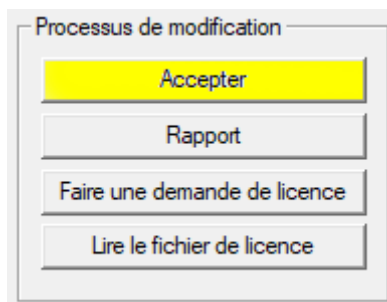 Processus de modification
Accepter
Rapport
Faire une demande de licence
Lire le fichier de licence